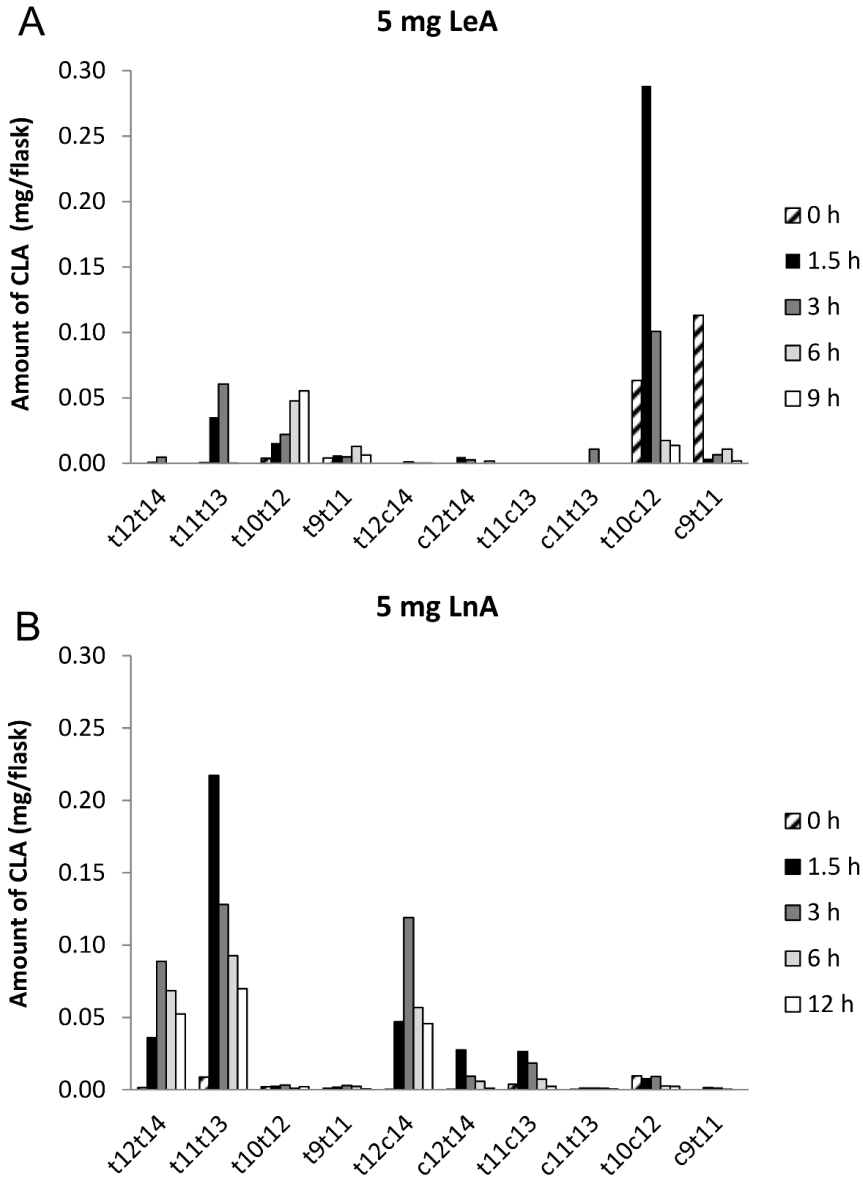 A
5 mg LeA
Amount of CLA (mg/flask)
0.30
0.25
0.20
0.15
0.10
0.05
0.00
t12t14
t11t13
t10t12
t9t11
t12c14
c12t14
t11c13
c11t13
t10c12
c9t11
0 h
1.5 h
3 h
6 h
9 h
B
5 mg LnA
Amount of CLA (mg/flask)
0.30
0.25
0.20
0.15
0.10
0.05
0.00
t12t14
t11t13
t10t12
t9t11
t12c14
c12t14
t11c13
c11t13
t10c12
c9t11
0 h
1.5 h
3 h
6 h
12 h